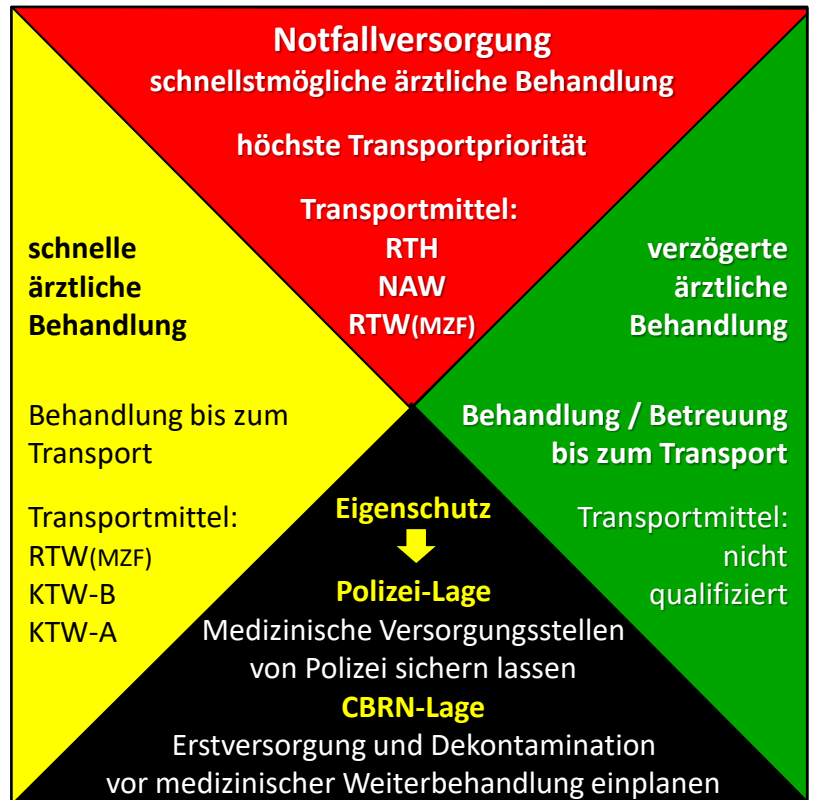 Notfallversorgung
schnellstmögliche ärztliche Behandlung
höchste Transportpriorität
Transportmittel:
RTH
NAW
RTW(MZF)
schnelle
ärztliche
Behandlung
Behandlung bis zum
Transport
Transportmittel:
RTW(MZF)
KTW-B
KTW-A
verzögerte
ärztliche
Behandlung
Behandlung / Betreuung
bis zum Transport
Transportmittel:
nicht
qualifiziert
Eigenschutz
Polizei-Lage
Medizinische Versorgungsstellen
von Polizei sichern lassen
CBRN-Lage
Erstversorgung und Dekontamination
vor medizinischer Weiterbehandlung einplanen